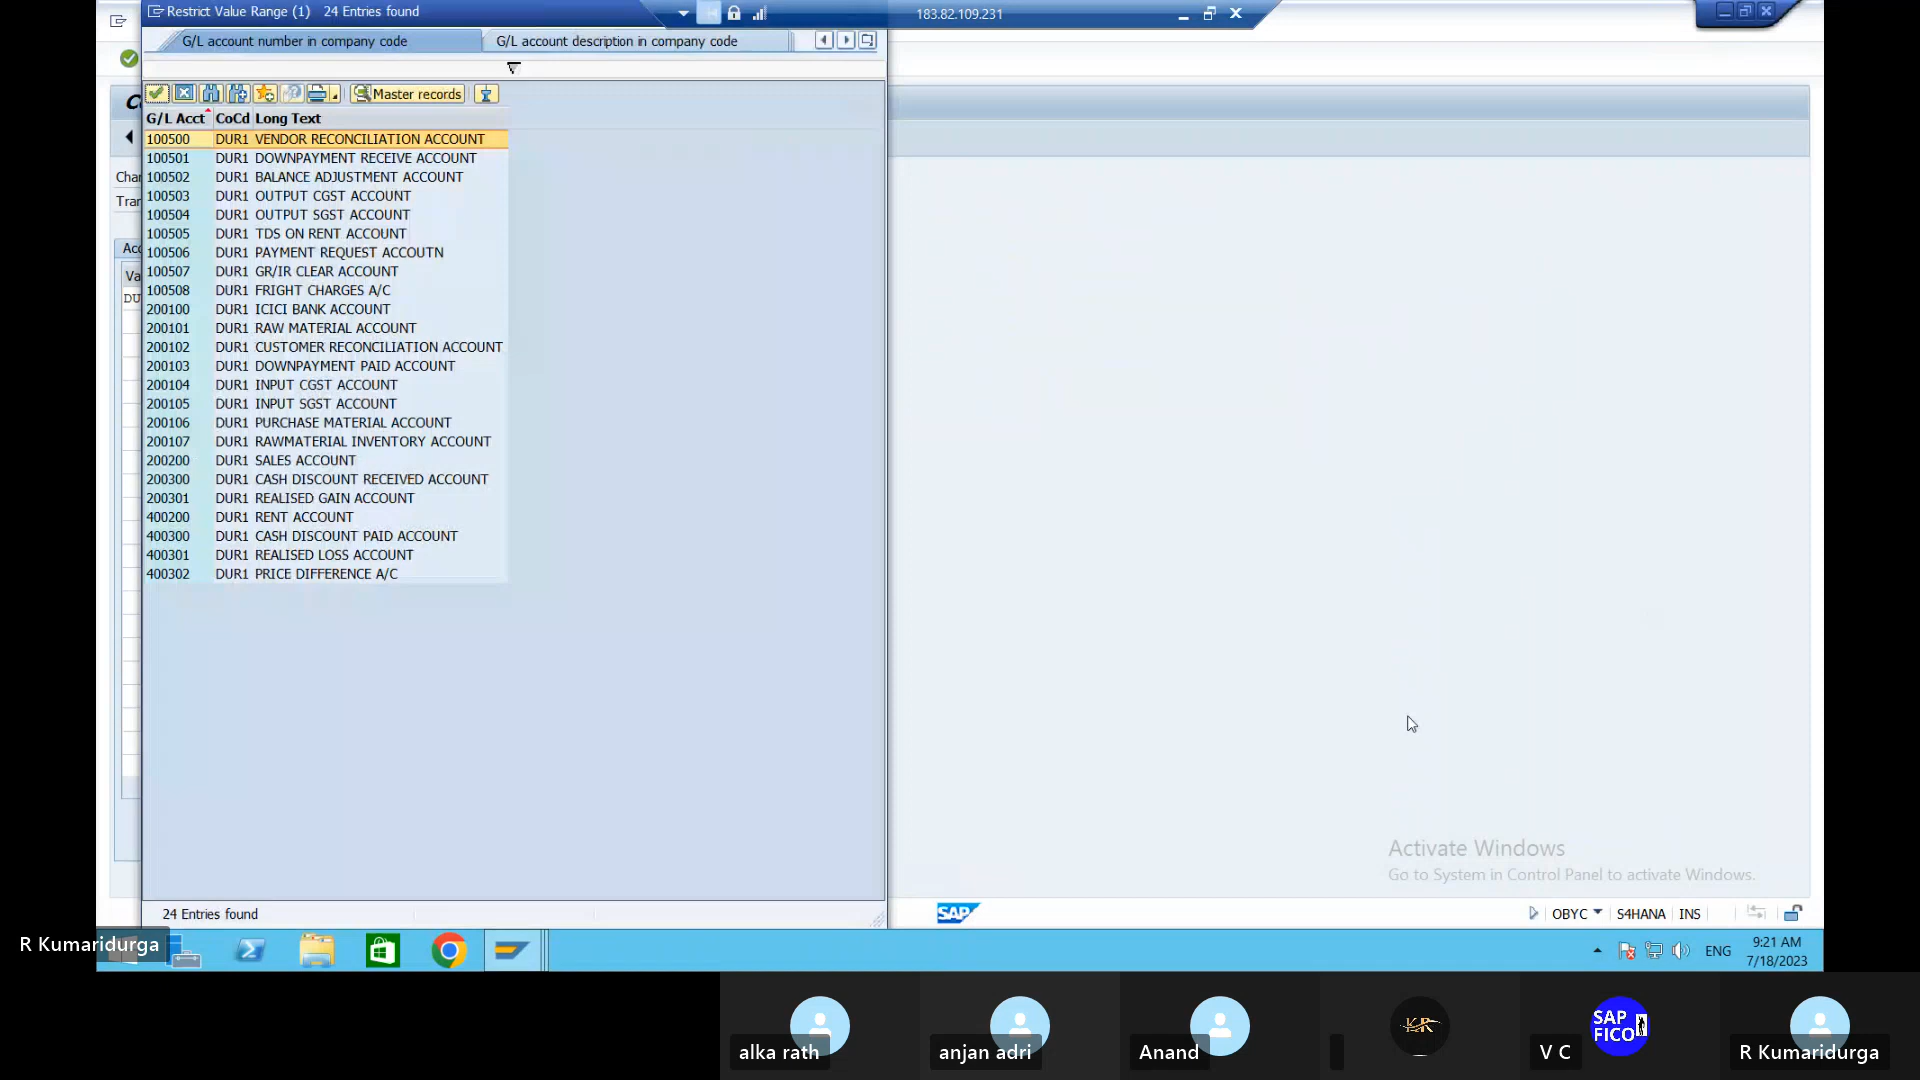 Restrict Value Range (1) 24 Entries found
183.82.109.231
G/L account number in company code
G/L account description in company code
Master records
G/L Acct CoCd Long Text
100500 DUR1 VENDOR RECONCILIATION ACCOUNT
100501 DUR1 DOWNPAYMENT RECEIVE ACCOUNT
100502 DUR1 BALANCE ADJUSTMENT ACCOUNT
100503 DUR1 OUTPUT CGST ACCOUNT
100504 DUR1 OUTPUT SGST ACCOUNT
100505 DUR1 TDS ON RENT ACCOUNT
100506 DUR1 PAYMENT REQUEST ACCOUTN
100507 DUR1 GR/IR CLEAR ACCOUNT
100508 DUR1 FRIGHT CHARGES A/C
200100 DUR1 ICICI BANK ACCOUNT
200101 DUR1 RAW MATERIAL ACCOUNT
200102 DUR1 CUSTOMER RECONCILIATION ACCOUNT
200103 DUR1 DOWNPAYMENT PAID ACCOUNT
200104 DUR1 INPUT CGST ACCOUNT
200105 DUR1 INPUT SGST ACCOUNT
200106 DUR1 PURCHASE MATERIAL ACCOUNT
200107 DUR1 RAWMATERIAL INVENTORY ACCOUNT
200200 DUR1 SALES ACCOUNT
200300 DUR1 CASH DISCOUNT RECEIVED ACCOUNT
200301 DUR1 REALISED GAIN ACCOUNT
400200 DUR1 RENT ACCOUNT
400300 DUR1 CASH DISCOUNT PAID ACCOUNT
400301 DUR1 REALISED LOSS ACCOUNT
400302 DUR1 PRICE DIFFERENCE A/C
Activate Windows
Go to System in Control Panel to activate Windows.
24 Entries found
SAP
OBYC S4HANA INS
R Kumaridurga
ENG
9:21 AM
7/18/2023
SAP
FICO
alka rath
anjan adri
Anand
KR
V C
R Kumaridurga